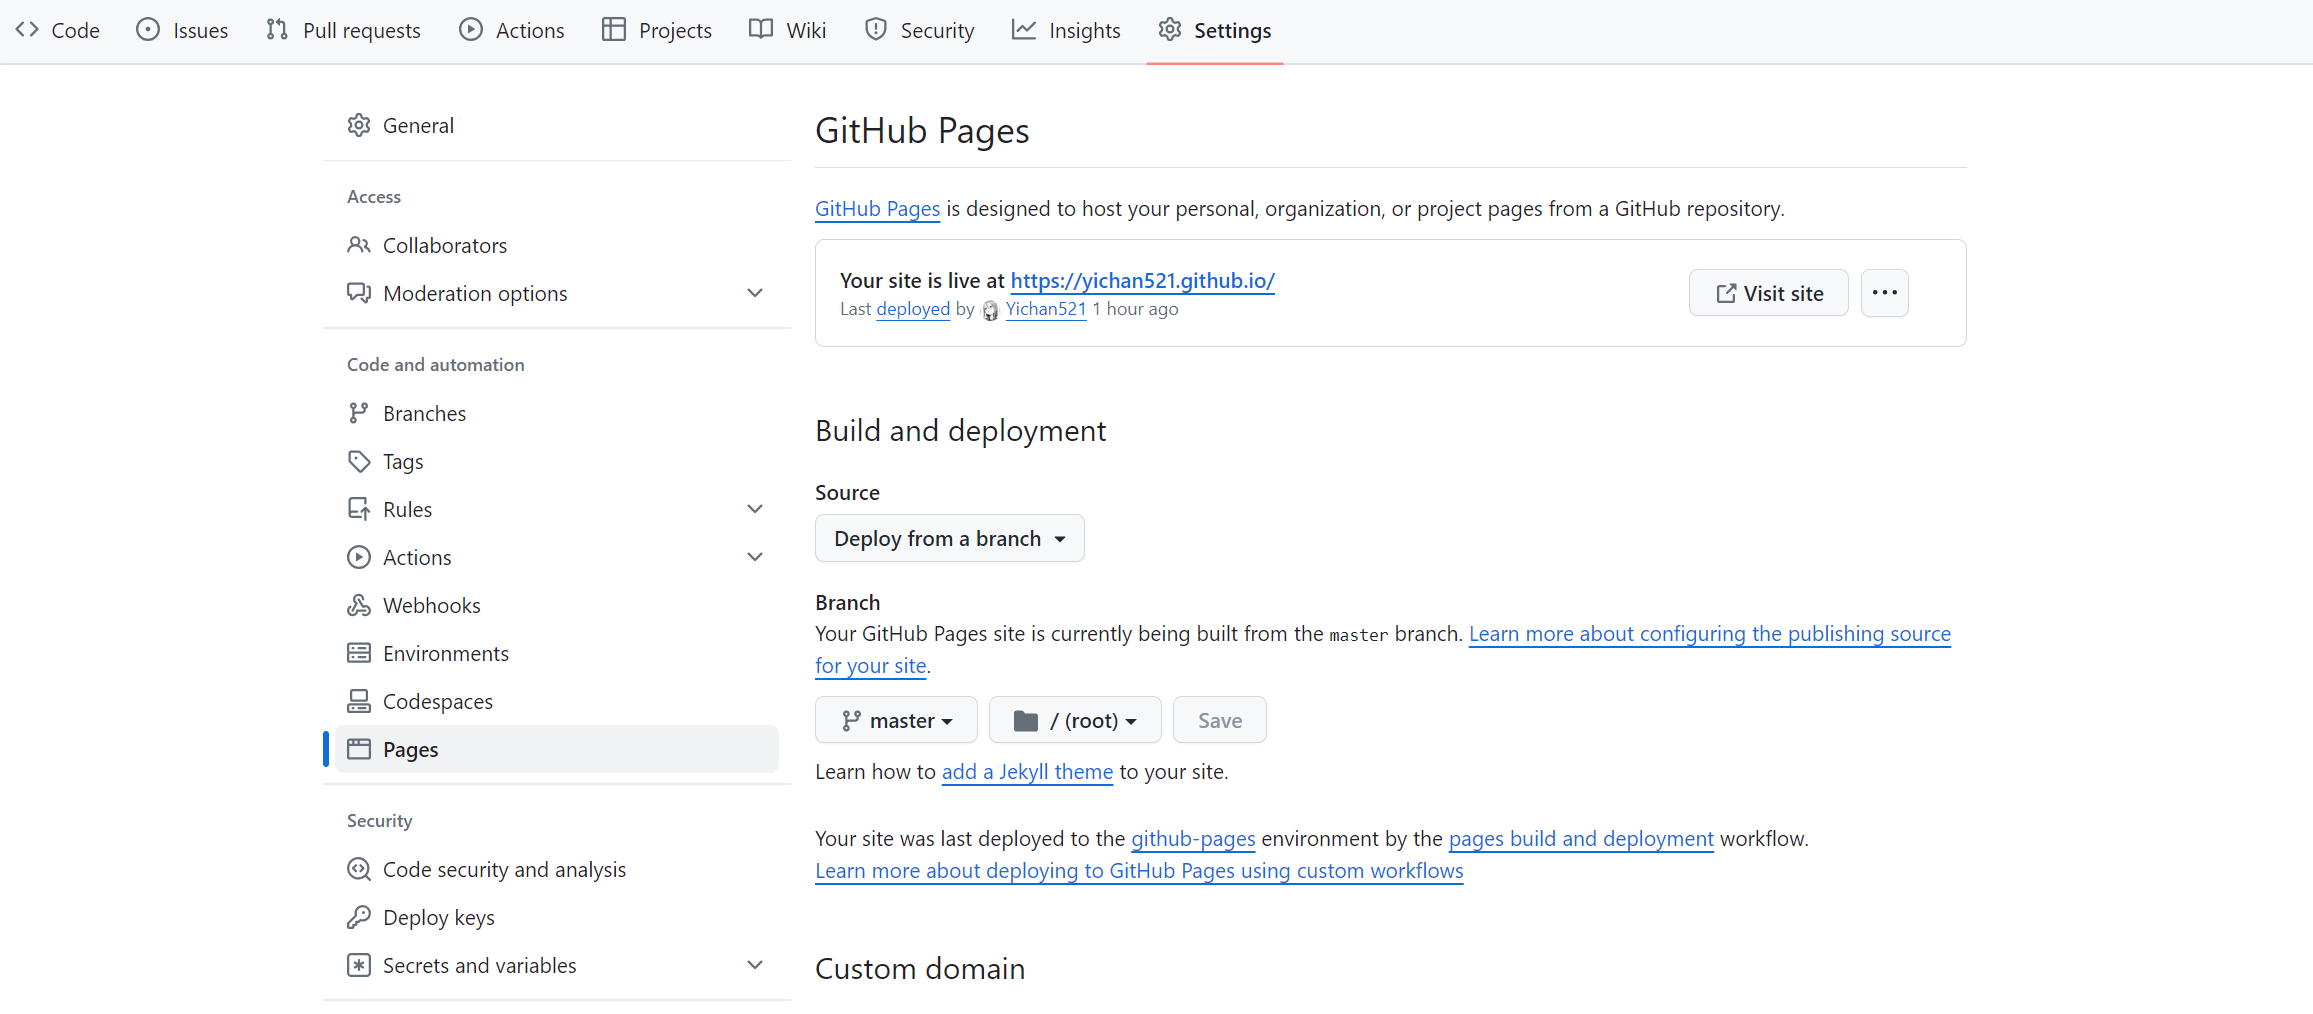 Code Issues Pull requests Actions Projects Wiki Security Insights Settings
General
Access
Collaborators
Moderation options
Code and automation
Branches
Tags
Rules
Actions
Webhooks
Environments
Codespaces
Pages
Security
Code security and analysis
Deploy keys
Secrets and variables
GitHub Pages
GitHub Pages is designed to host your personal, organization, or project pages from a GitHub repository.
Your site is live at https://yichan521.github.io/
Last deployed by Yichan521 1 hour ago
Visit site
Build and deployment
Source
Deploy from a branch
Branch
Your GitHub Pages site is currently being built from the master branch. Learn more about configuring the publishing source
for your site.
master / (root) Save
Learn how to add a Jekyll theme to your site.
Your site was last deployed to the github-pages environment by the pages build and deployment workflow.
Learn more about deploying to GitHub Pages using custom workflows
Custom domain